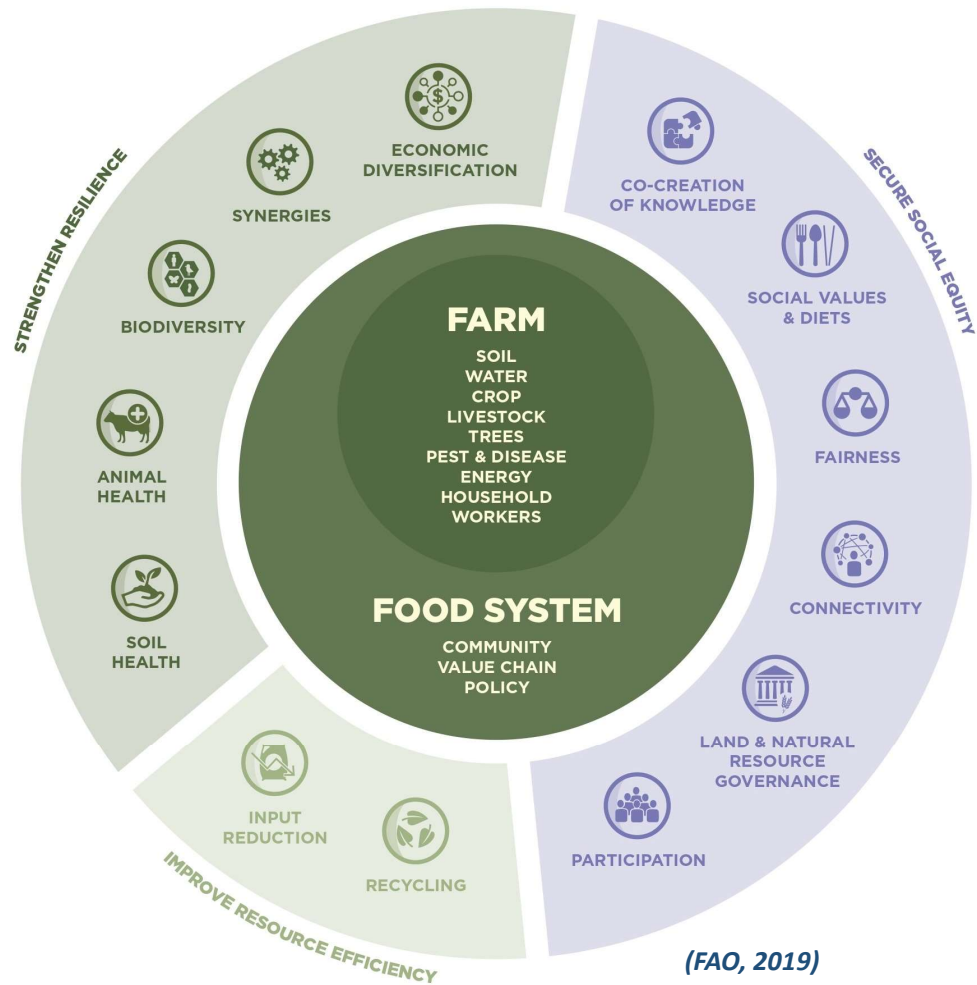 STRENGTHEN RESILIENCE
ECONOMIC
DIVERSIFICATION
SYNERGIES
BIODIVERSITY
ANIMAL
HEALTH
SOIL
HEALTH
SECURE SOCIAL EQUITY
CO-CREATION
OF KNOWLEDGE
SOCIAL VALUES
& DIETS
FAIRNESS
CONNECTIVITY
LAND & NATURAL
RESOURCE
GOVERNANCE
PARTICIPATION
FARM
SOIL
WATER
CROP
LIVESTOCK
TREES
PEST & DISEASE
ENERGY
HOUSEHOLD
WORKERS
FOOD SYSTEM
COMMUNITY
VALUE CHAIN
POLICY
INPUT
REDUCTION
RECYCLING
IMPROVE RESOURCE EFFICIENCY
(FAO, 2019)